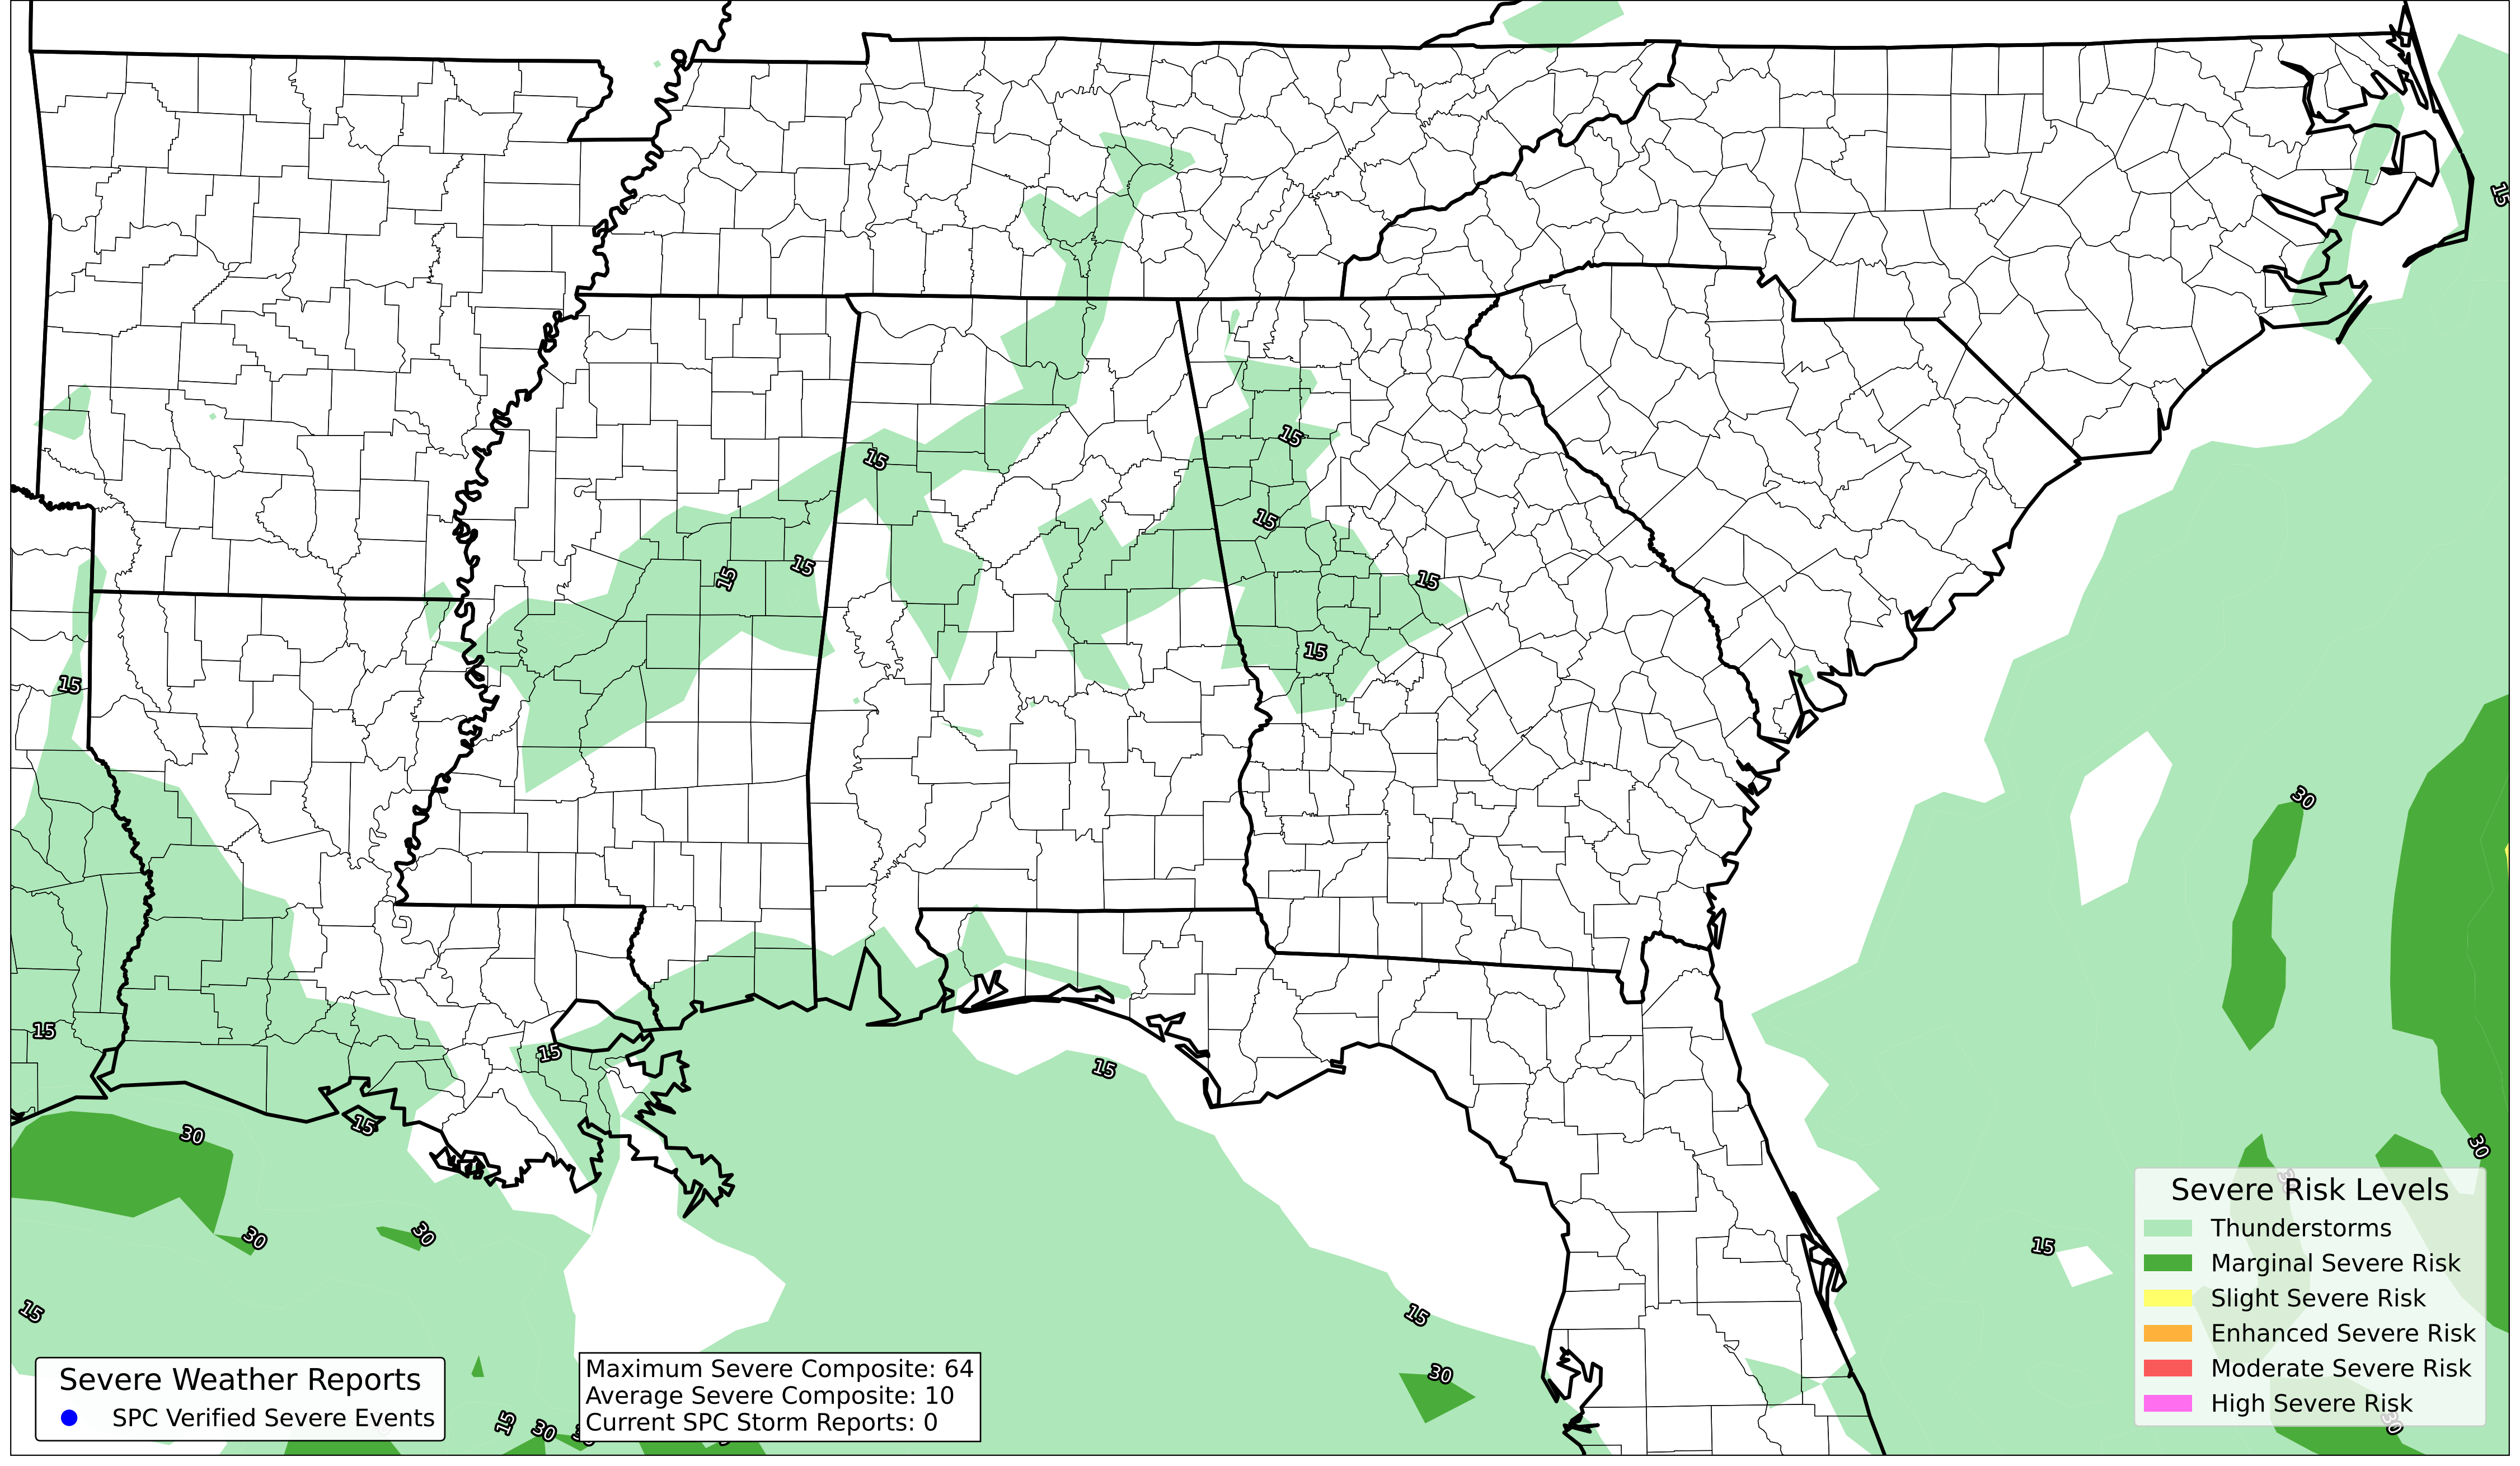 15
15
15
15
15
15
15
15
15
30
15
15
15
15
30
15
30
30
30
15
15
15
30
15
30
30
Severe Risk Levels
Thunderstorms
Marginal Severe Risk
Slight Severe Risk
Enhanced Severe Risk
Moderate Severe Risk
High Severe Risk
Severe Weather Reports
SPC Verified Severe Events
Maximum Severe Composite: 64
Average Severe Composite: 10
Current SPC Storm Reports: 0